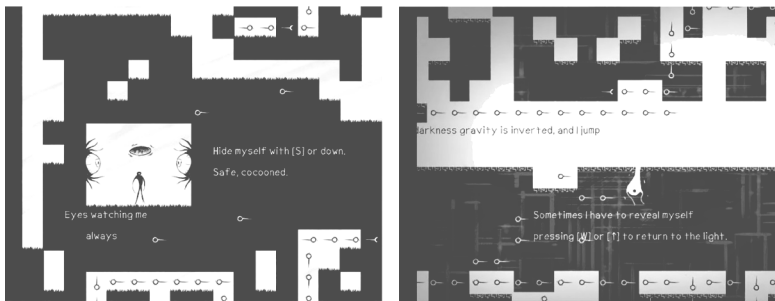 Hide myself with [S] or down.
Safe, cocooned.
Eyes watching me
always
darkness gravity is inverted, and I jump
Sometimes I have to reveal myself
pressing [W] or [↑] to return to the light.